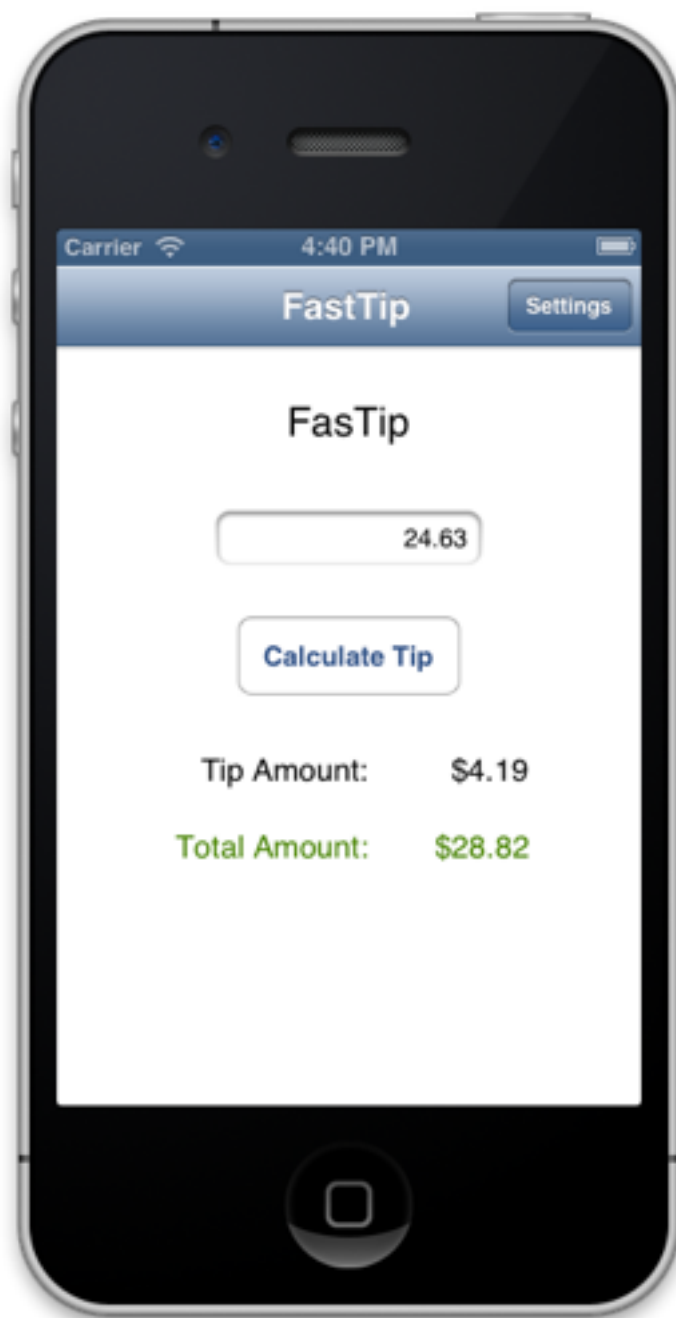 Carrier 4:40 PM
FastTip Settings
FasTip
24.63
Calculate Tip
Tip Amount: $4.19
Total Amount: $28.82